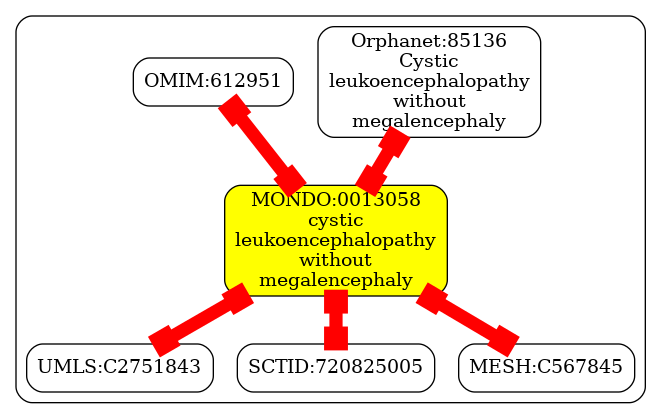 OMIM:612951
Orphanet:85136
Cystic
leukoencephalopathy
without
megalencephaly
MONDO:0013058
cystic
leukoencephalopathy
without
megalencephaly
UMLS:C2751843
SCTID:720825005
MESH:C567845